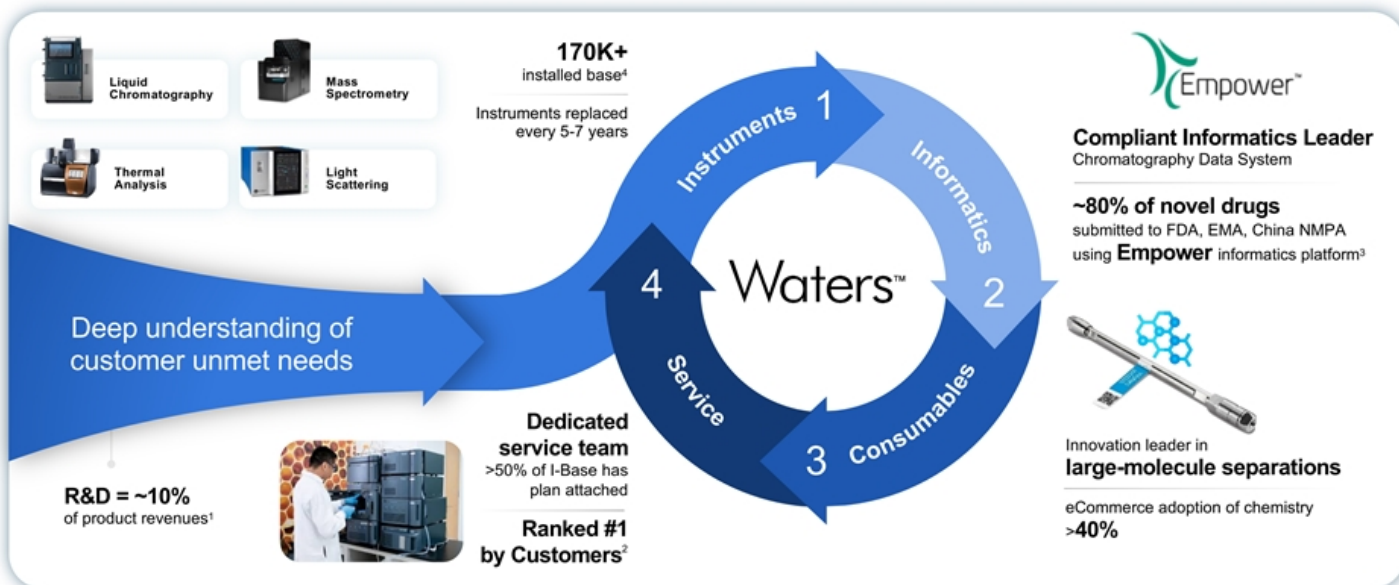 Liquid
Chromatography
Mass
Spectrometry
Thermal
Analysis
Light
Scattering
Deep understanding of
customer unmet needs
R&D = ~10%
of product revenues¹
170K+
installed base⁴
Instruments replaced
every 5-7 years
Dedicated
service team
>50% of I-Base has
plan attached
Ranked #1
by Customers²
Waters™
Instruments 1
Informatics
2
Consumables
3
Service
4
Empower™
Compliant Informatics Leader
Chromatography Data System
~80% of novel drugs
submitted to FDA, EMA, China NMPA
using Empower informatics platform³
Innovation leader in
large-molecule separations
eCommerce adoption of chemistry
>40%